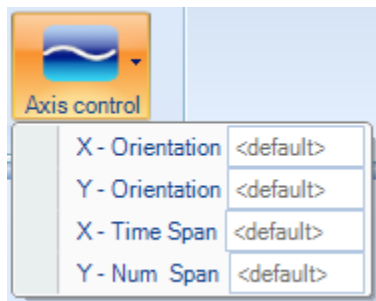 Axis control
X - Orientation <default>
Y - Orientation <default>
X - Time Span <default>
Y - Num Span <default>